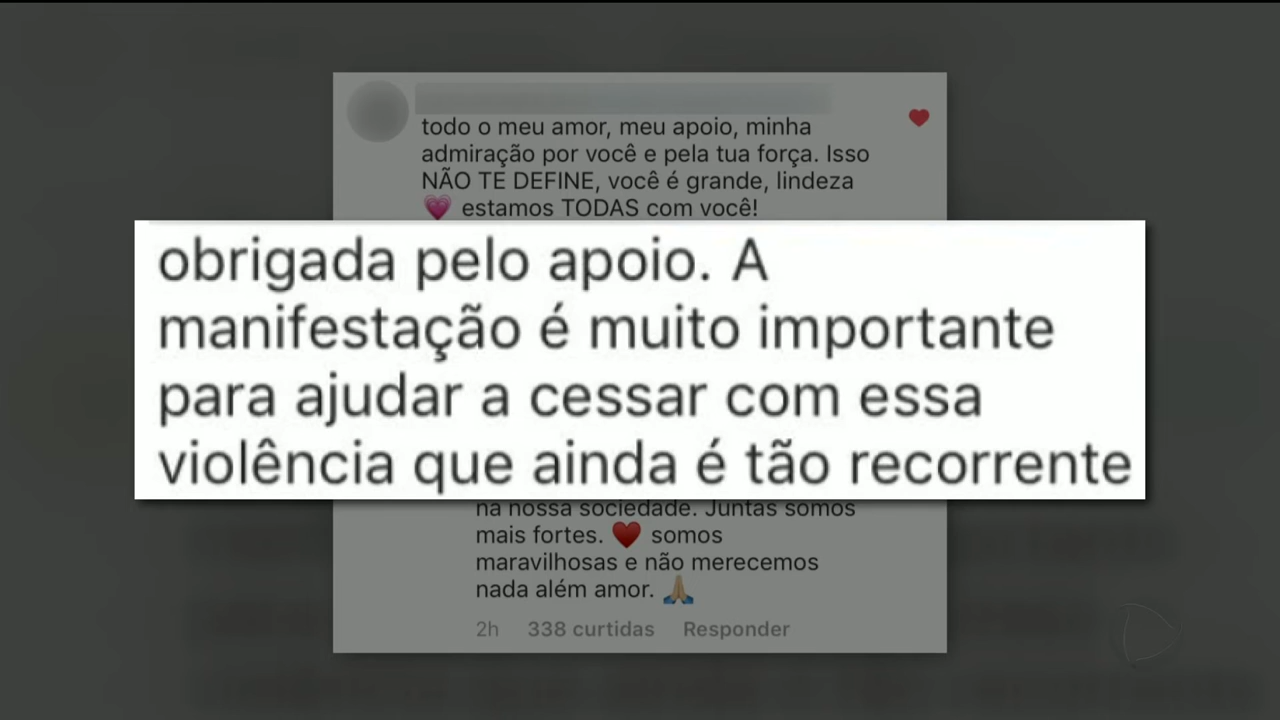 todo o meu amor, meu apoio, minha
admiração por você e pela tua força. Isso
NÃO TE DEFINE, você é grande, lindeza
💗 estamos TODAS com você!
obrigada pelo apoio. A
manifestação é muito importante
para ajudar a cessar com essa
violência que ainda é tão recorrente
na nossa sociedade. Juntas somos
mais fortes. ❤️ somos
maravilhosas e não merecemos
nada além amor. 🙏🏼
2h 338 curtidas Responder